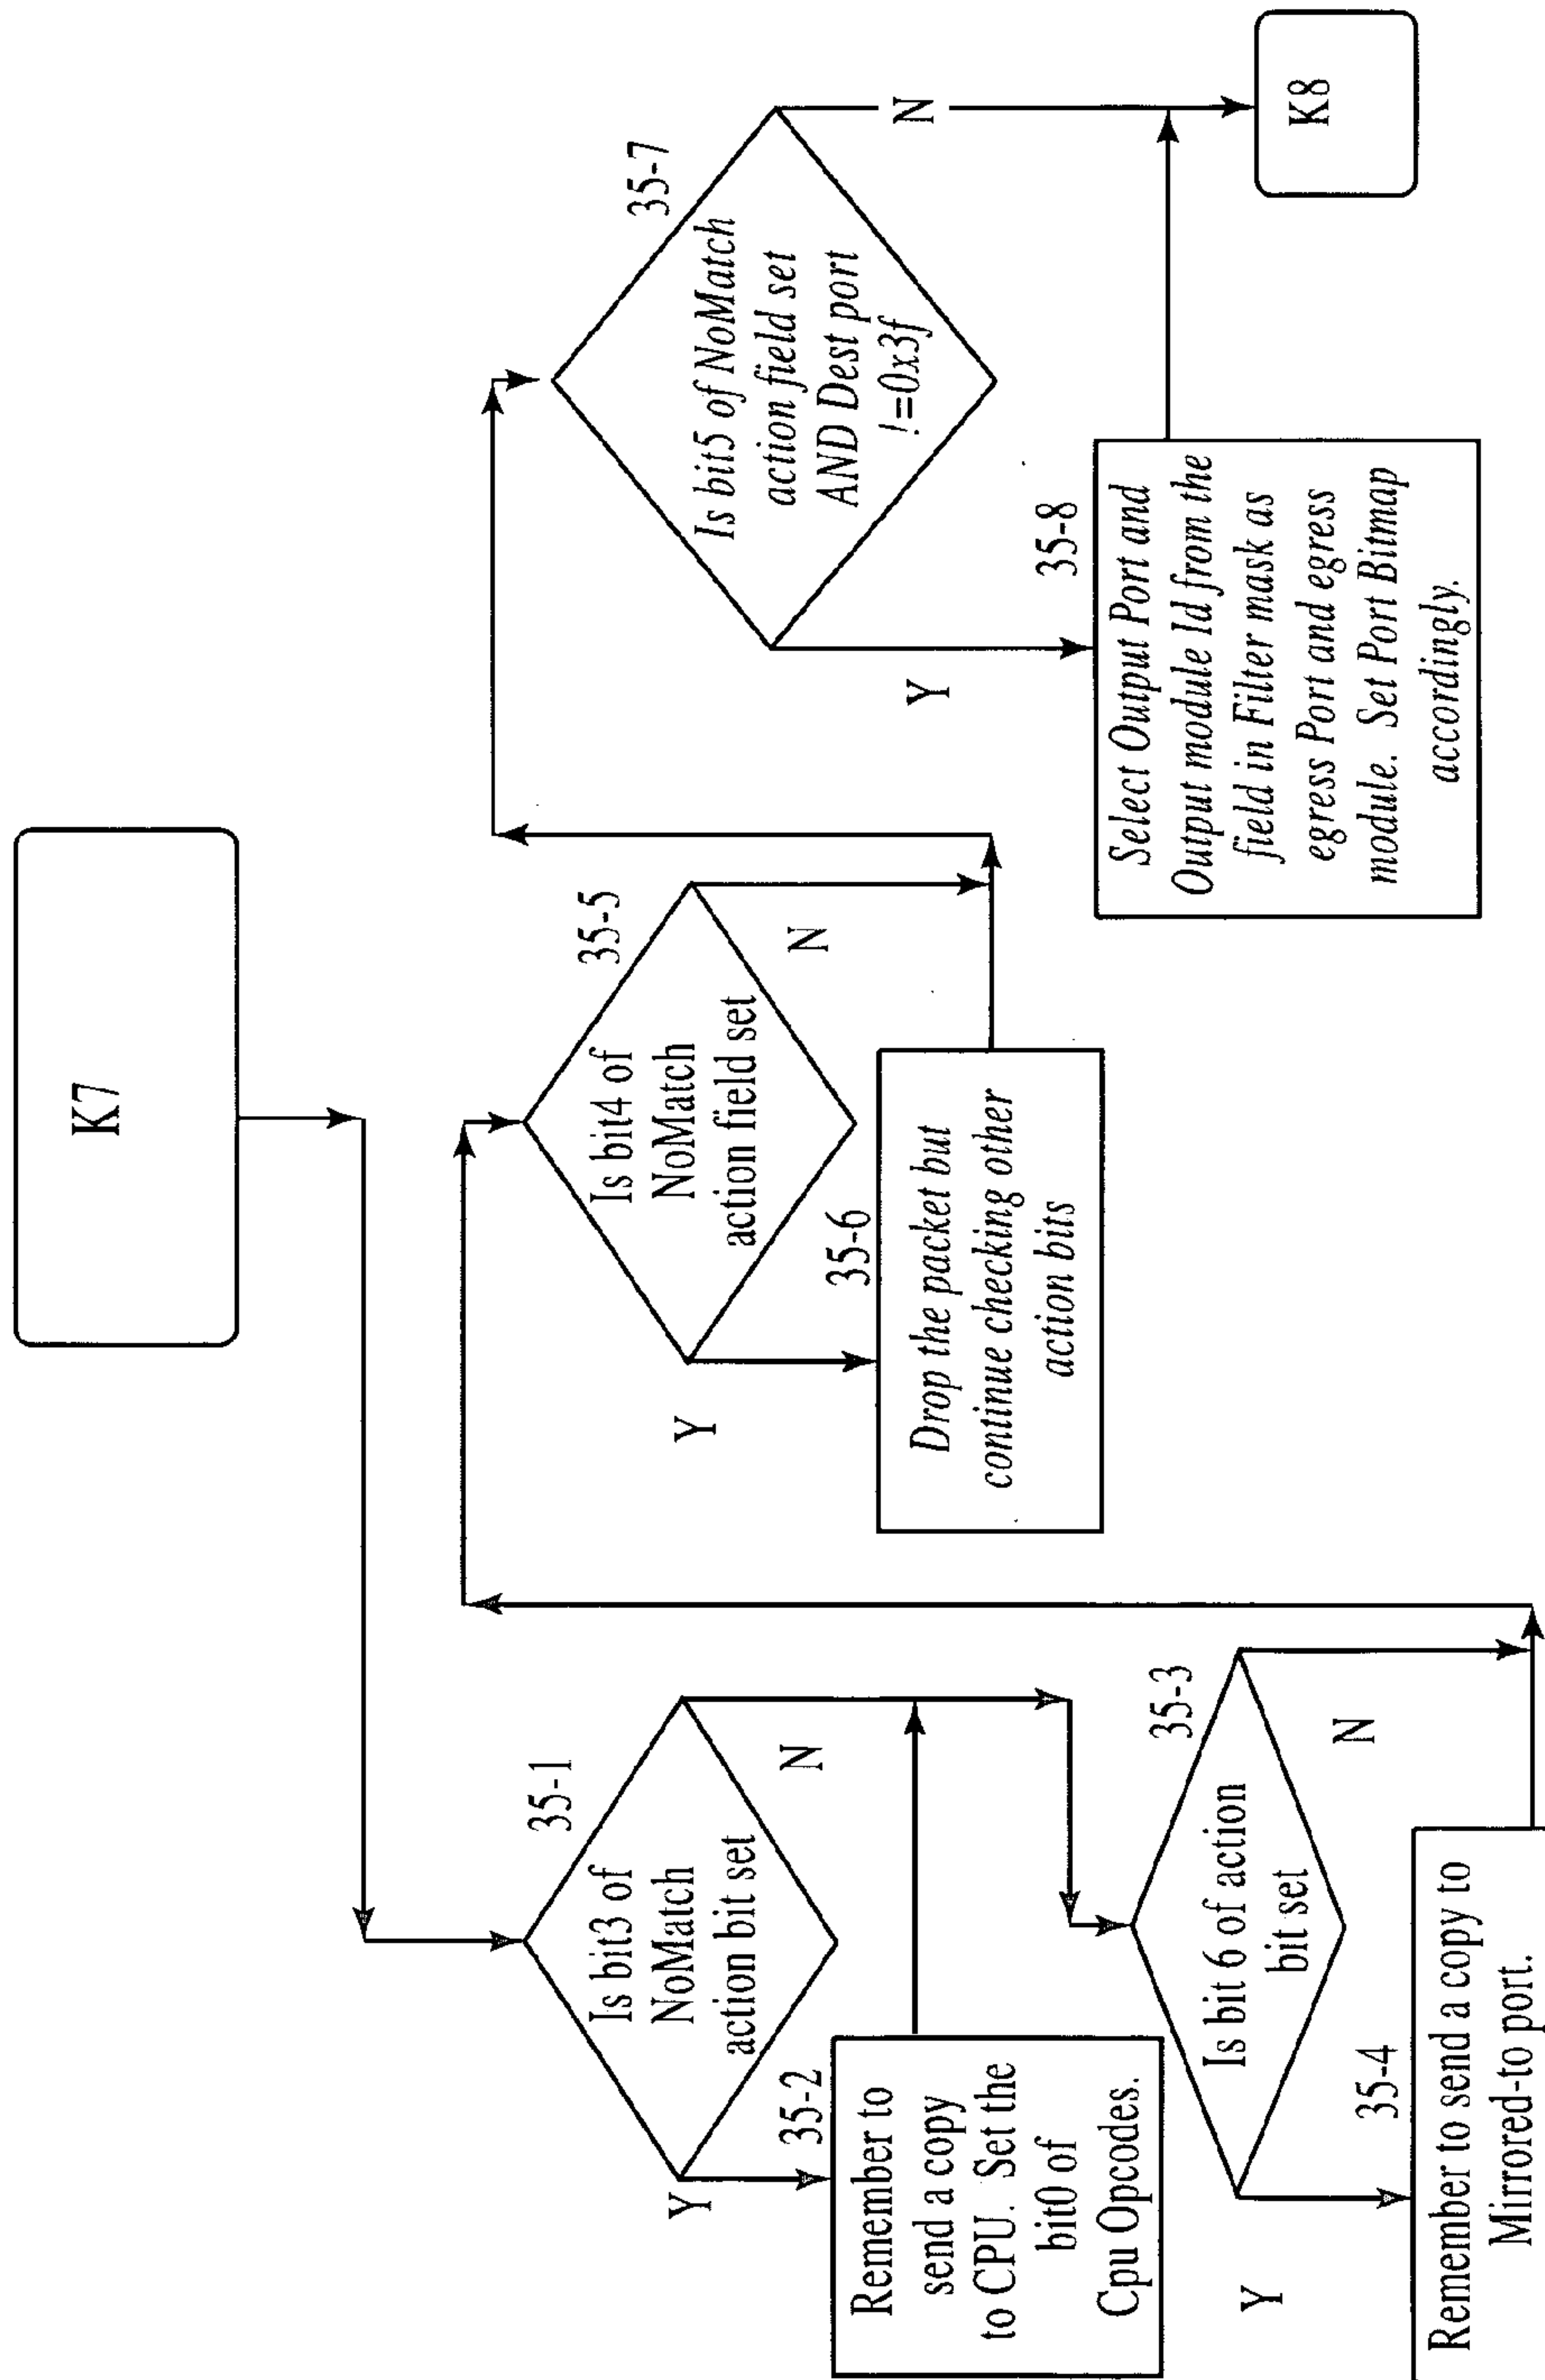 K7
35-1
Is bit3 of
NoMatch
action bit set
Y
N
35-2
Remember to
send a copy
to CPU. Set the
bit0 of
Cpu Opcodes.
35-3
Is bit 6 of action
bit set
Y
N
35-4
Remember to send a copy to
Mirrored-to port.
35-5
Is bit4 of
NoMatch
action field set
Y
N
35-6
Drop the packet but
continue checking other
action bits
35-7
Is bit5 of NoMatch
action field set
AND Dest port
!=0x3f
Y
N
35-8
Select Output Port and
Output module Id from the
field in Filter mask as
egress Port and egress
module. Set Port Bitmap
accordingly.
K8